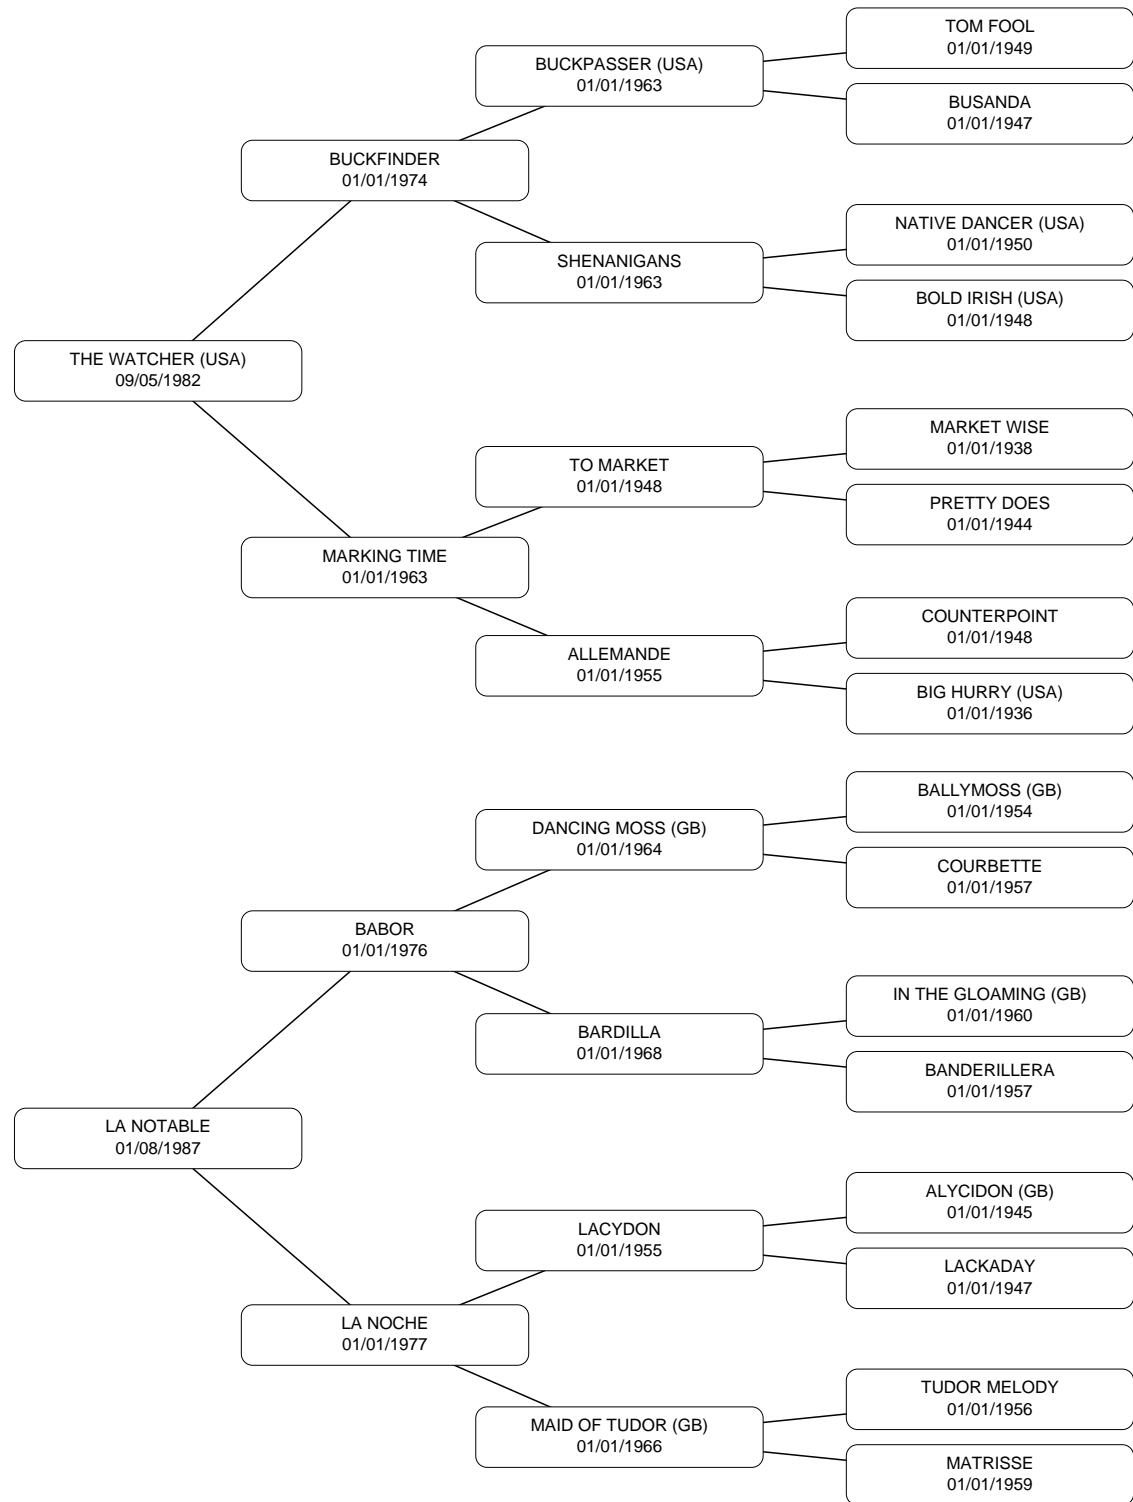 TOM FOOL
01/01/1949
BUCKPASSER (USA)
01/01/1963
BUSANDA
01/01/1947
BUCKFINDER
01/01/1974
NATIVE DANCER (USA)
01/01/1950
SHENANIGANS
01/01/1963
BOLD IRISH (USA)
01/01/1948
THE WATCHER (USA)
09/05/1982
MARKET WISE
01/01/1938
TO MARKET
01/01/1948
PRETTY DOES
01/01/1944
MARKING TIME
01/01/1963
COUNTERPOINT
01/01/1948
ALLEMANDE
01/01/1955
BIG HURRY (USA)
01/01/1936
BALLYMOSS (GB)
01/01/1954
DANCING MOSS (GB)
01/01/1964
COURBETTE
01/01/1957
BABOR
01/01/1976
IN THE GLOAMING (GB)
01/01/1960
BARDILLA
01/01/1968
BANDERILLERA
01/01/1957
LA NOTABLE
01/08/1987
ALYCIDON (GB)
01/01/1945
LACYDON
01/01/1955
LACKADAY
01/01/1947
LA NOCHE
01/01/1977
TUDOR MELODY
01/01/1956
MAID OF TUDOR (GB)
01/01/1966
MATRISSE
01/01/1959